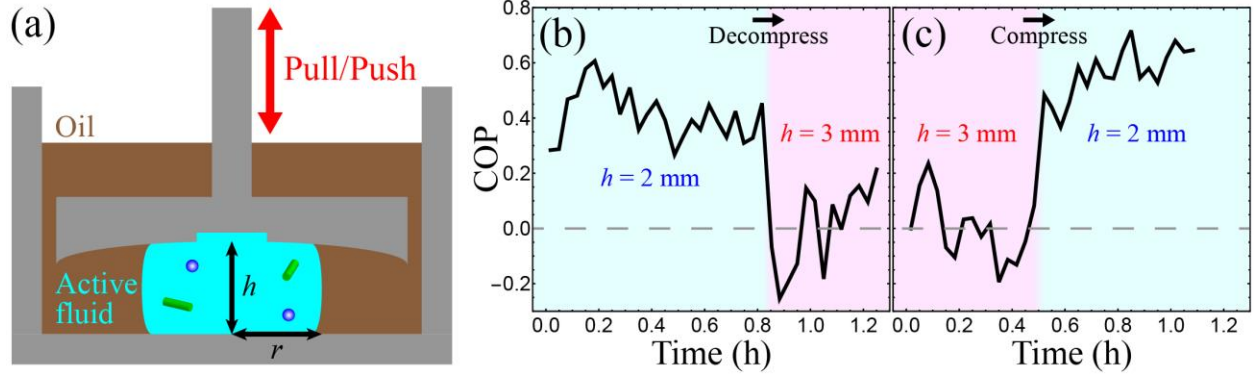 (a)
Pull/Push
Oil
Active
fluid
h
r
(b)
Decompress
h = 2 mm
h = 3 mm
COP
0.8
0.6
0.4
0.2
0.0
−0.2
0.0 0.2 0.4 0.6 0.8 1.0 1.2
Time (h)
(c)
Compress
h = 3 mm
h = 2 mm
0.0 0.2 0.4 0.6 0.8 1.0 1.2
Time (h)